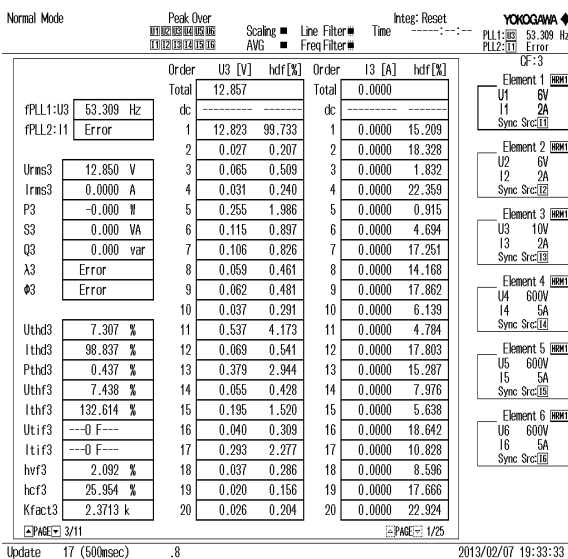 Normal Mode Peak Over Integ: Reset YOKOGAWA
U1 U2 U3 U4 U5 U6 Scaling Line Filter Time -----:--:-- PLL1: U3 53.309 Hz
I1 I2 I3 I4 I5 I6 AVG Freq Filter PLL2: I1 Error
CF:3
Order U3 [V] hdf[%] Order I3 [A] hdf[%]
Total 12.857 Total 0.0000
fPLL1:U3 53.309 Hz dc -------- ------- dc -------- -------
fPLL2:I1 Error 1 12.823 99.733 1 0.0000 15.209
2 0.027 0.207 2 0.0000 18.328
Urms3 12.850 V 3 0.065 0.509 3 0.0000 1.832
Irms3 0.0000 A 4 0.031 0.240 4 0.0000 22.359
P3 -0.000 W 5 0.255 1.986 5 0.0000 0.915
S3 0.000 VA 6 0.115 0.897 6 0.0000 4.694
Q3 0.000 var 7 0.106 0.826 7 0.0000 17.251
λ3 Error 8 0.059 0.461 8 0.0000 14.168
Φ3 Error 9 0.062 0.481 9 0.0000 17.862
10 0.037 0.291 10 0.0000 6.139
Uthd3 7.307 % 11 0.537 4.173 11 0.0000 4.784
Ithd3 98.837 % 12 0.069 0.541 12 0.0000 17.803
Pthd3 0.437 % 13 0.379 2.944 13 0.0000 15.287
Uthf3 7.438 % 14 0.055 0.428 14 0.0000 7.976
Ithf3 132.614 % 15 0.195 1.520 15 0.0000 5.638
Utif3 ---O F--- 16 0.040 0.309 16 0.0000 18.642
Itif3 ---O F--- 17 0.293 2.277 17 0.0000 10.828
hvf3 2.092 % 18 0.037 0.286 18 0.0000 8.596
hcf3 25.954 % 19 0.020 0.156 19 0.0000 17.666
Kfact3 2.3713 k 20 0.026 0.204 20 0.0000 22.924
▲PAGE▼ 3/11 △PAGE▽ 1/25
Element 1 HRM1
U1 6V
I1 2A
Sync Src: I1
Element 2 HRM1
U2 6V
I2 2A
Sync Src: I2
Element 3 HRM1
U3 10V
I3 2A
Sync Src: I3
Element 4 HRM1
U4 600V
I4 5A
Sync Src: I4
Element 5 HRM1
U5 600V
I5 5A
Sync Src: I5
Element 6 HRM1
U6 600V
I6 5A
Sync Src: I6
Update 17 (500msec) .8 2013/02/07 19:33:33